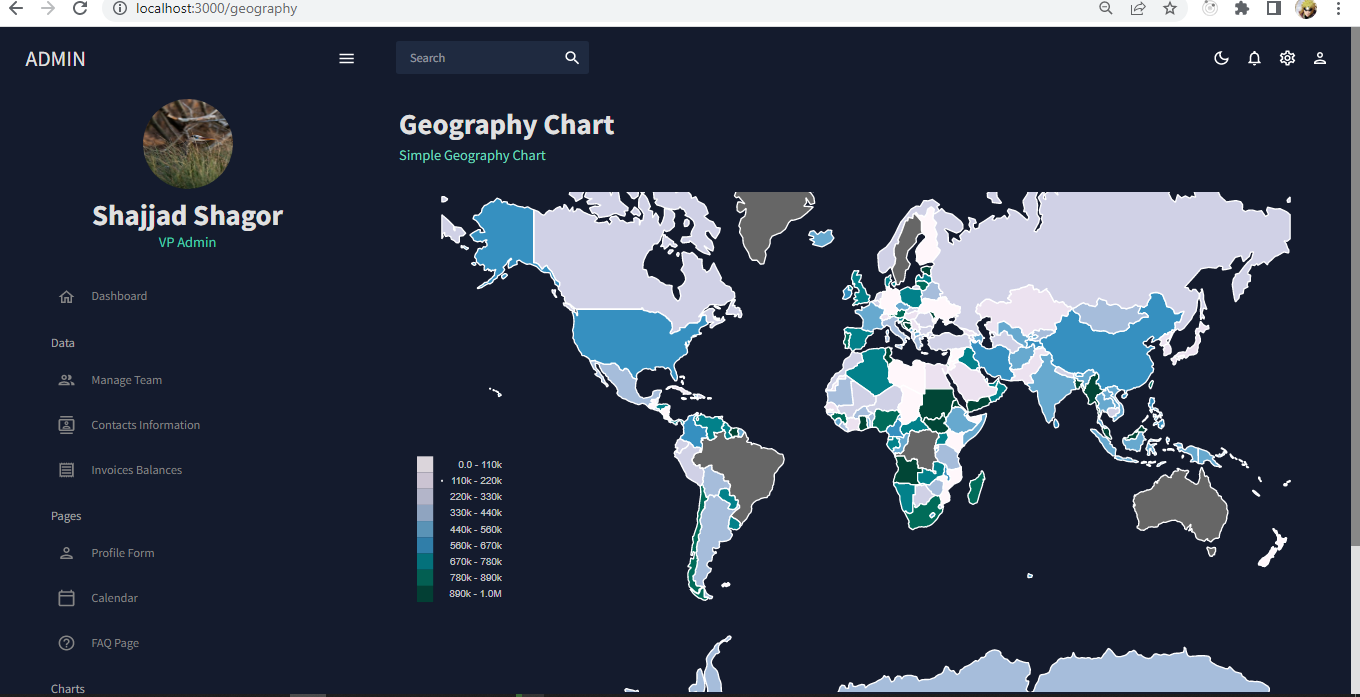 localhost:3000/geography
ADMIN
Search
Geography Chart
Simple Geography Chart
Shajjad Shagor
VP Admin
Dashboard
Data
Manage Team
Contacts Information
Invoices Balances
Pages
Profile Form
Calendar
FAQ Page
Charts
0.0 - 110k
110k - 220k
220k - 330k
330k - 440k
440k - 560k
560k - 670k
670k - 780k
780k - 890k
890k - 1.0M